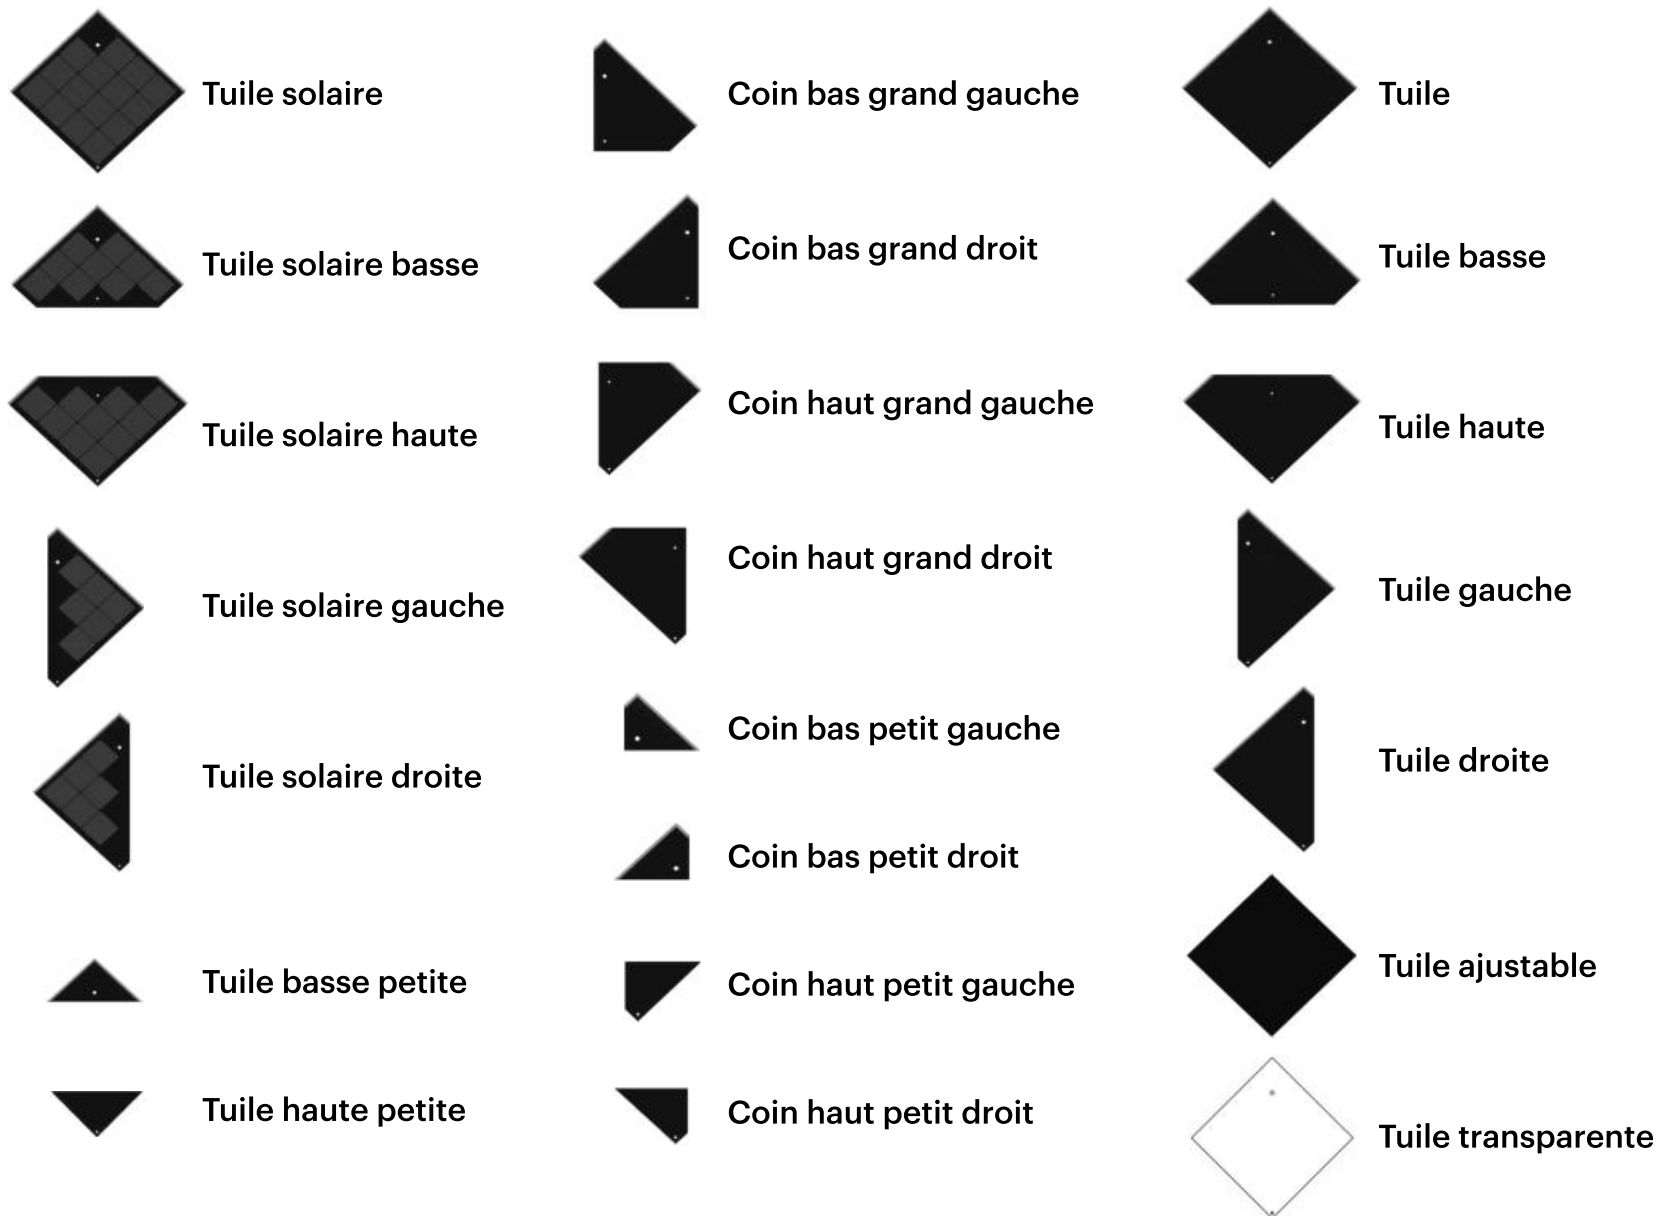 Tuile solaire
Tuile solaire basse
Tuile solaire haute
Tuile solaire gauche
Tuile solaire droite
Tuile basse petite
Tuile haute petite
Coin bas grand gauche
Coin bas grand droit
Coin haut grand gauche
Coin haut grand droit
Coin bas petit gauche
Coin bas petit droit
Coin haut petit gauche
Coin haut petit droit
Tuile
Tuile basse
Tuile haute
Tuile gauche
Tuile droite
Tuile ajustable
Tuile transparente